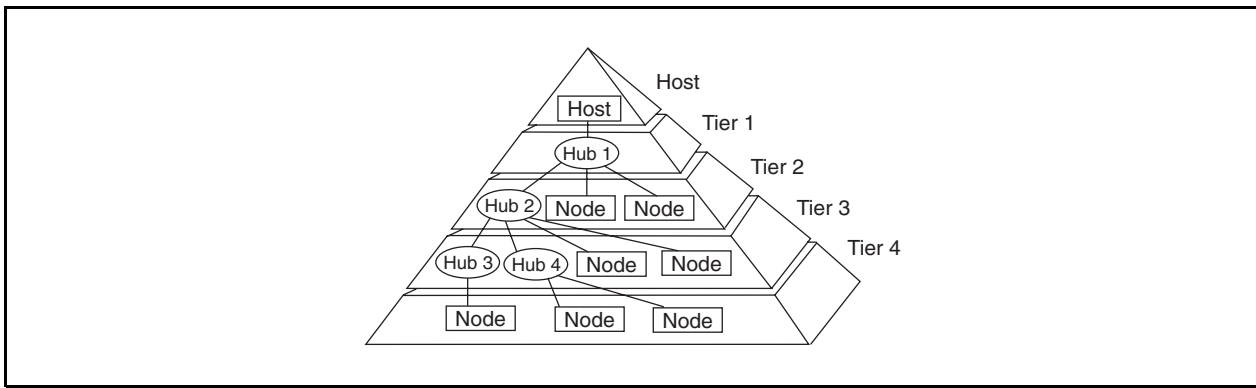 Host
Host
Tier 1
Hub 1
Tier 2
Hub 2
Node
Node
Tier 3
Hub 3
Hub 4
Node
Node
Tier 4
Node
Node
Node